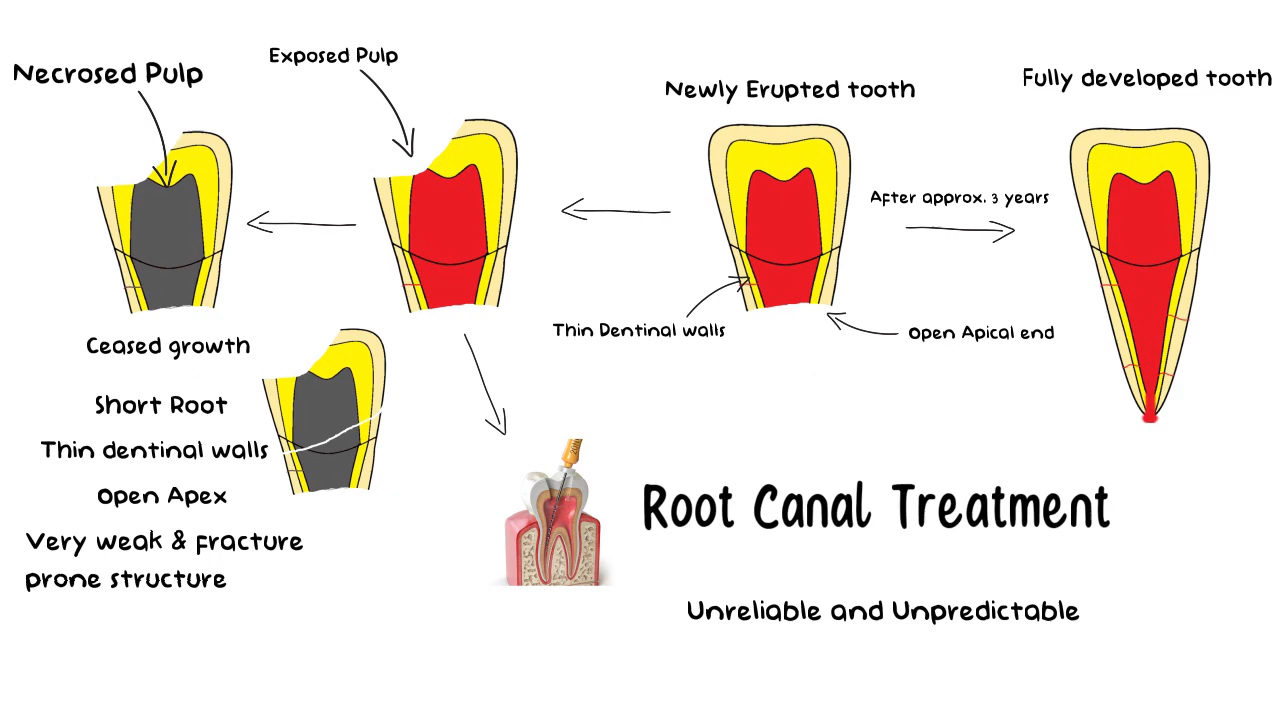 Necrosed Pulp
Exposed Pulp
Newly Erupted tooth
Fully developed tooth
After approx. 3 years
Thin Dentinal walls
Open Apical end
Ceased growth
Short Root
Thin dentinal walls
Open Apex
Very weak & fracture
prone structure
Root Canal Treatment
Unreliable and Unpredictable